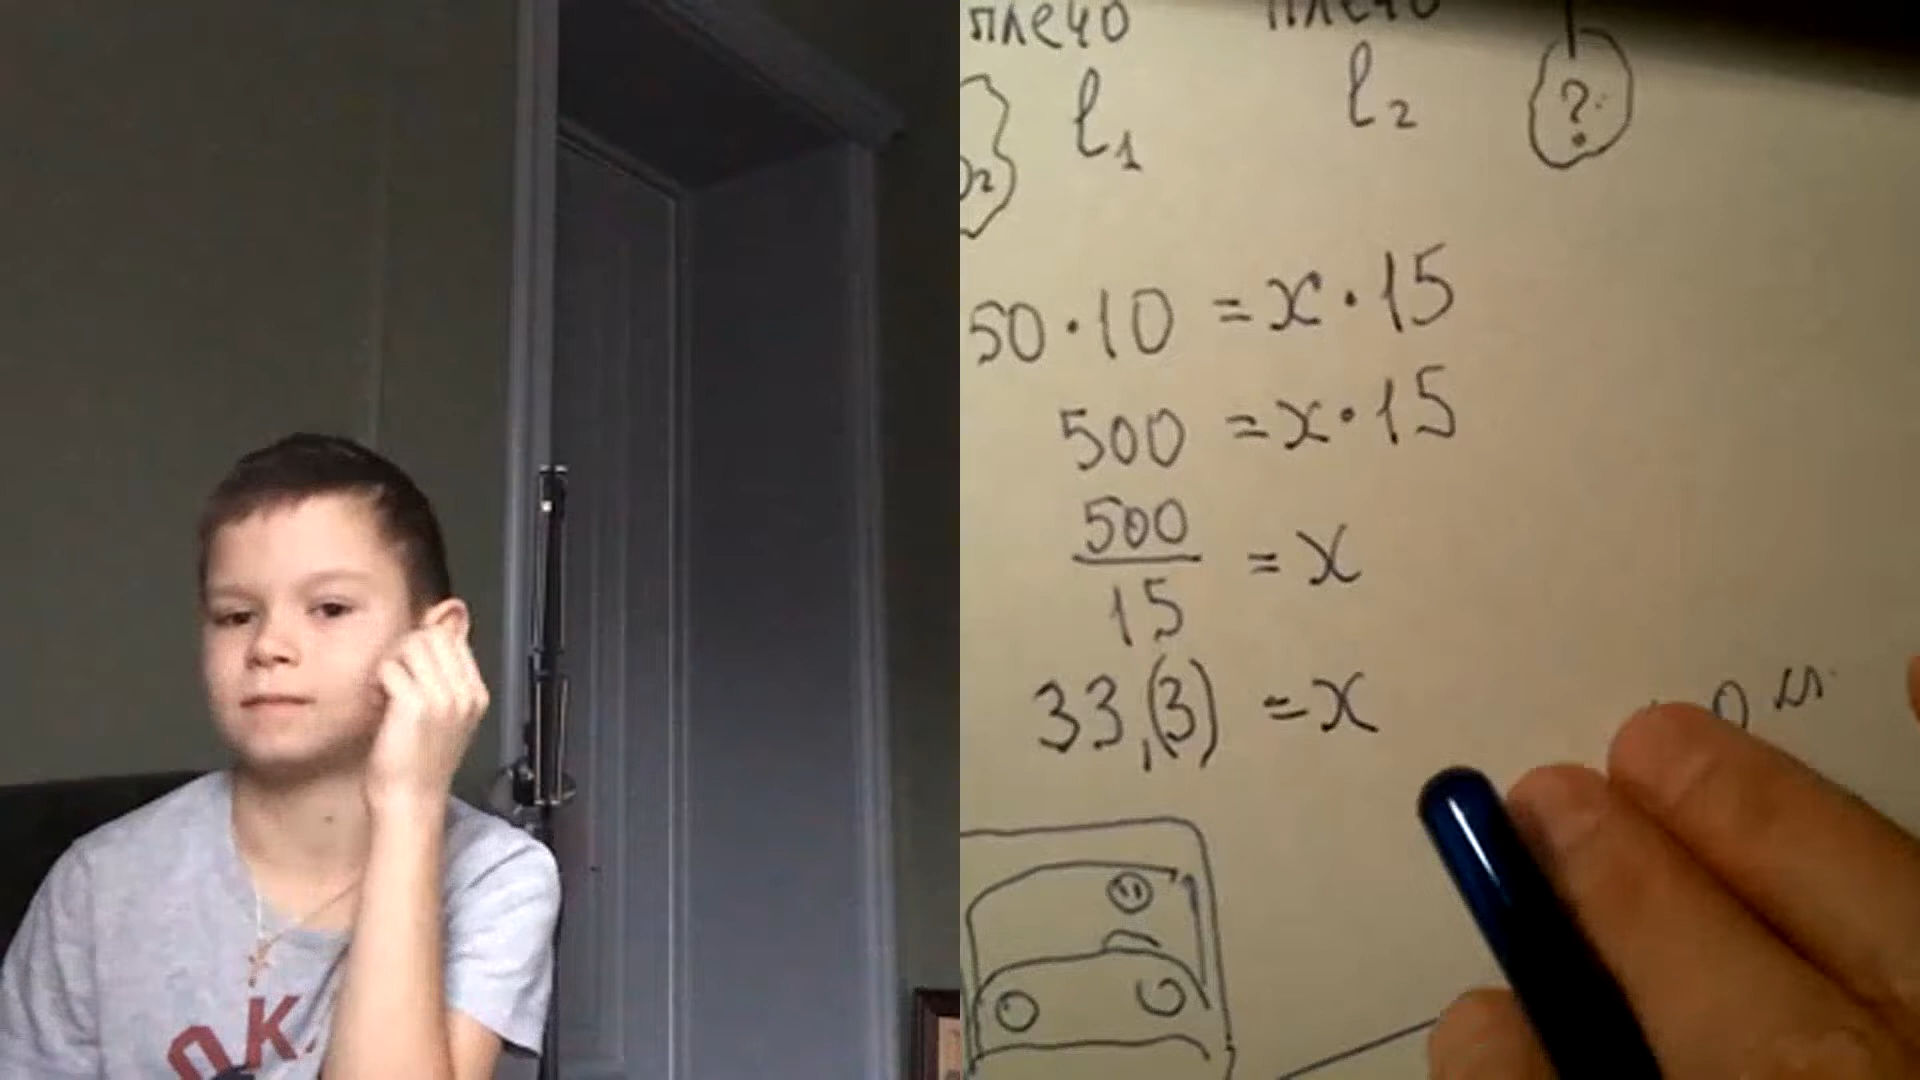 плечо плечо
l₁ l₂ ?
50·10 = x·15
500 = x·15
500/15 = x
33,(3) = x